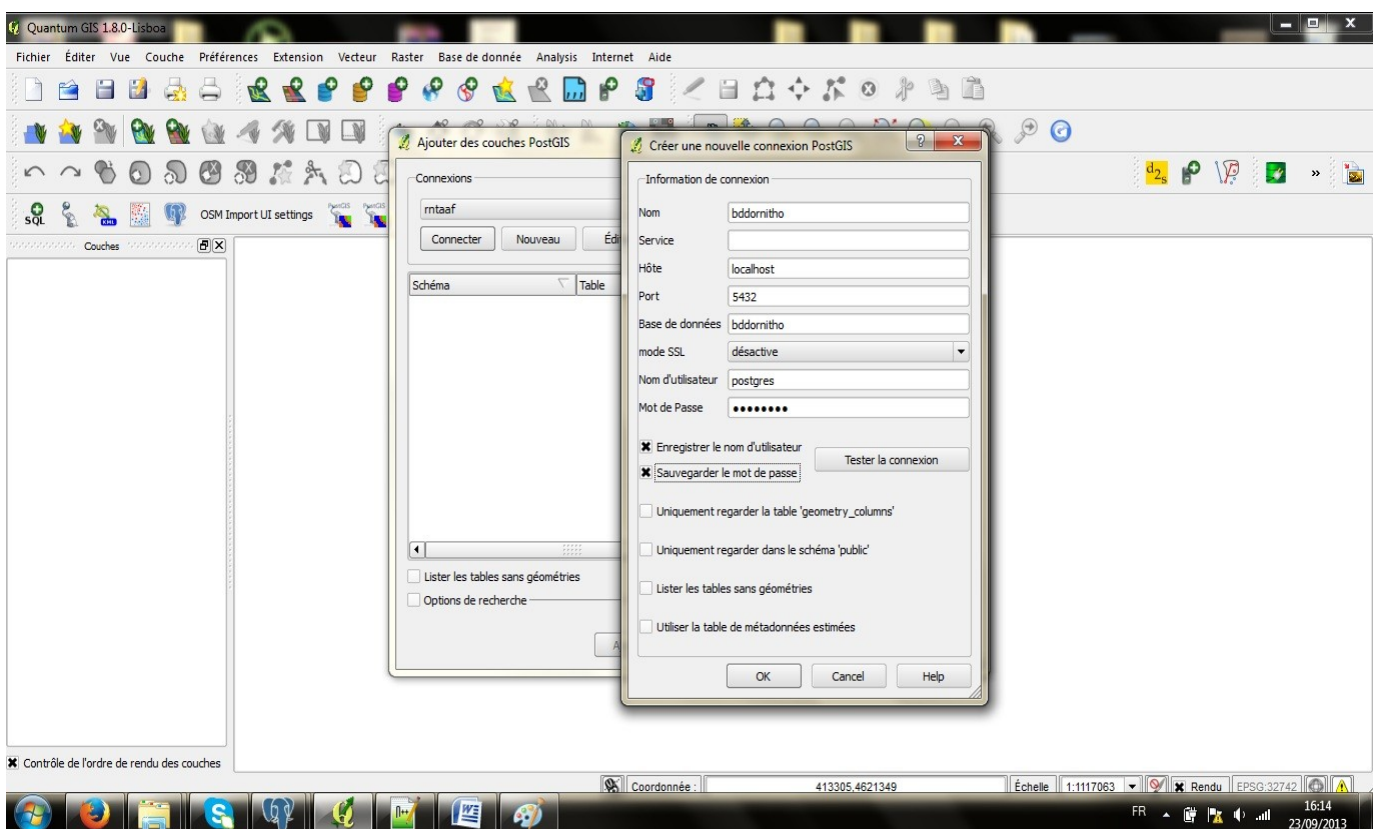 Quantum GIS 1.8.0-Lisboa
Fichier Éditer Vue Couche Préférences Extension Vecteur Raster Base de donnée Analysis Internet Aide
SQL
KML
OSM Import UI settings
PostGIS
PostGIS
d2s
»
Couches
Ajouter des couches PostGIS
Connexions
rntaaf
Connecter Nouveau
Schéma Table
Lister les tables sans géométries
Options de recherche
Créer une nouvelle connexion PostGIS
Information de connexion
Nom bddornitho
Service
Hôte localhost
Port 5432
Base de données bddornitho
mode SSL désactive
Nom d'utilisateur postgres
Mot de Passe ●●●●●●●●
Enregistrer le nom d'utilisateur
Sauvegarder le mot de passe
Tester la connexion
Uniquement regarder la table 'geometry_columns'
Uniquement regarder dans le schéma 'public'
Lister les tables sans géométries
Utiliser la table de métadonnées estimées
OK Cancel Help
Contrôle de l'ordre de rendu des couches
Coordonnée : 413305,4621349 Échelle 1:1117063 Rendu EPSG:32742
FR 16:14
23/09/2013